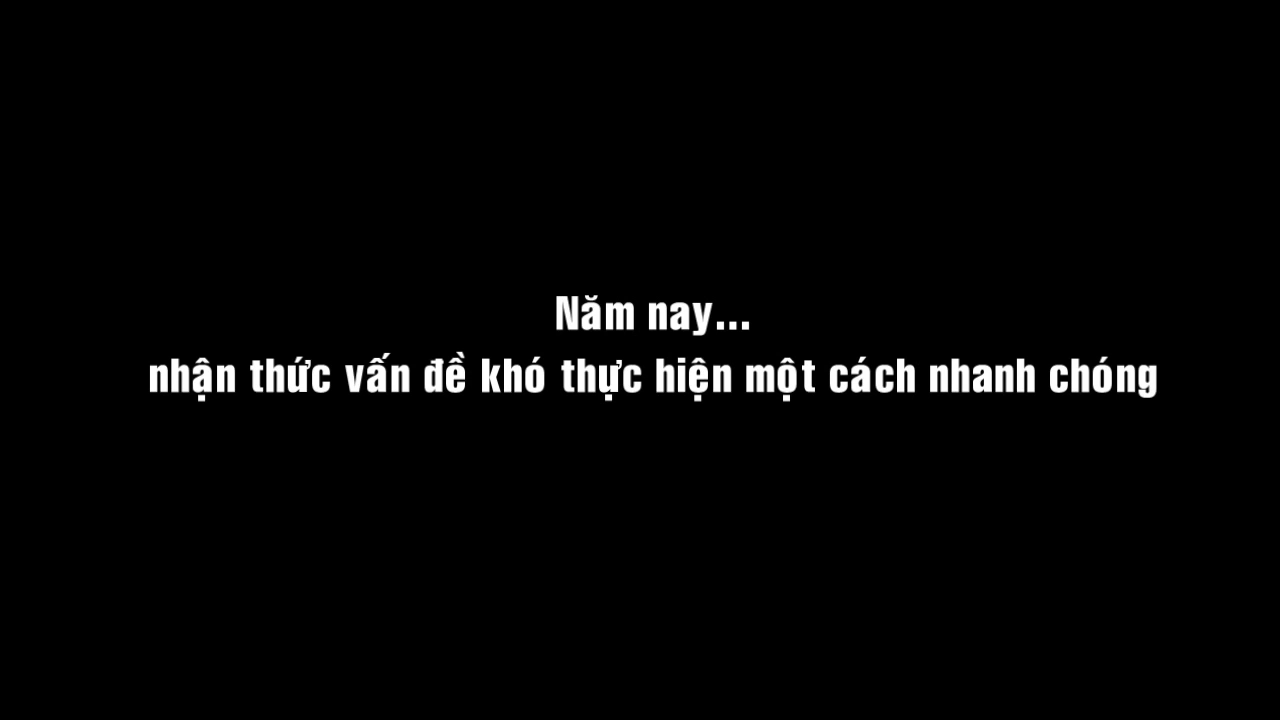 Năm nay...
nhận thức vấn đề khó thực hiện một cách nhanh chóng